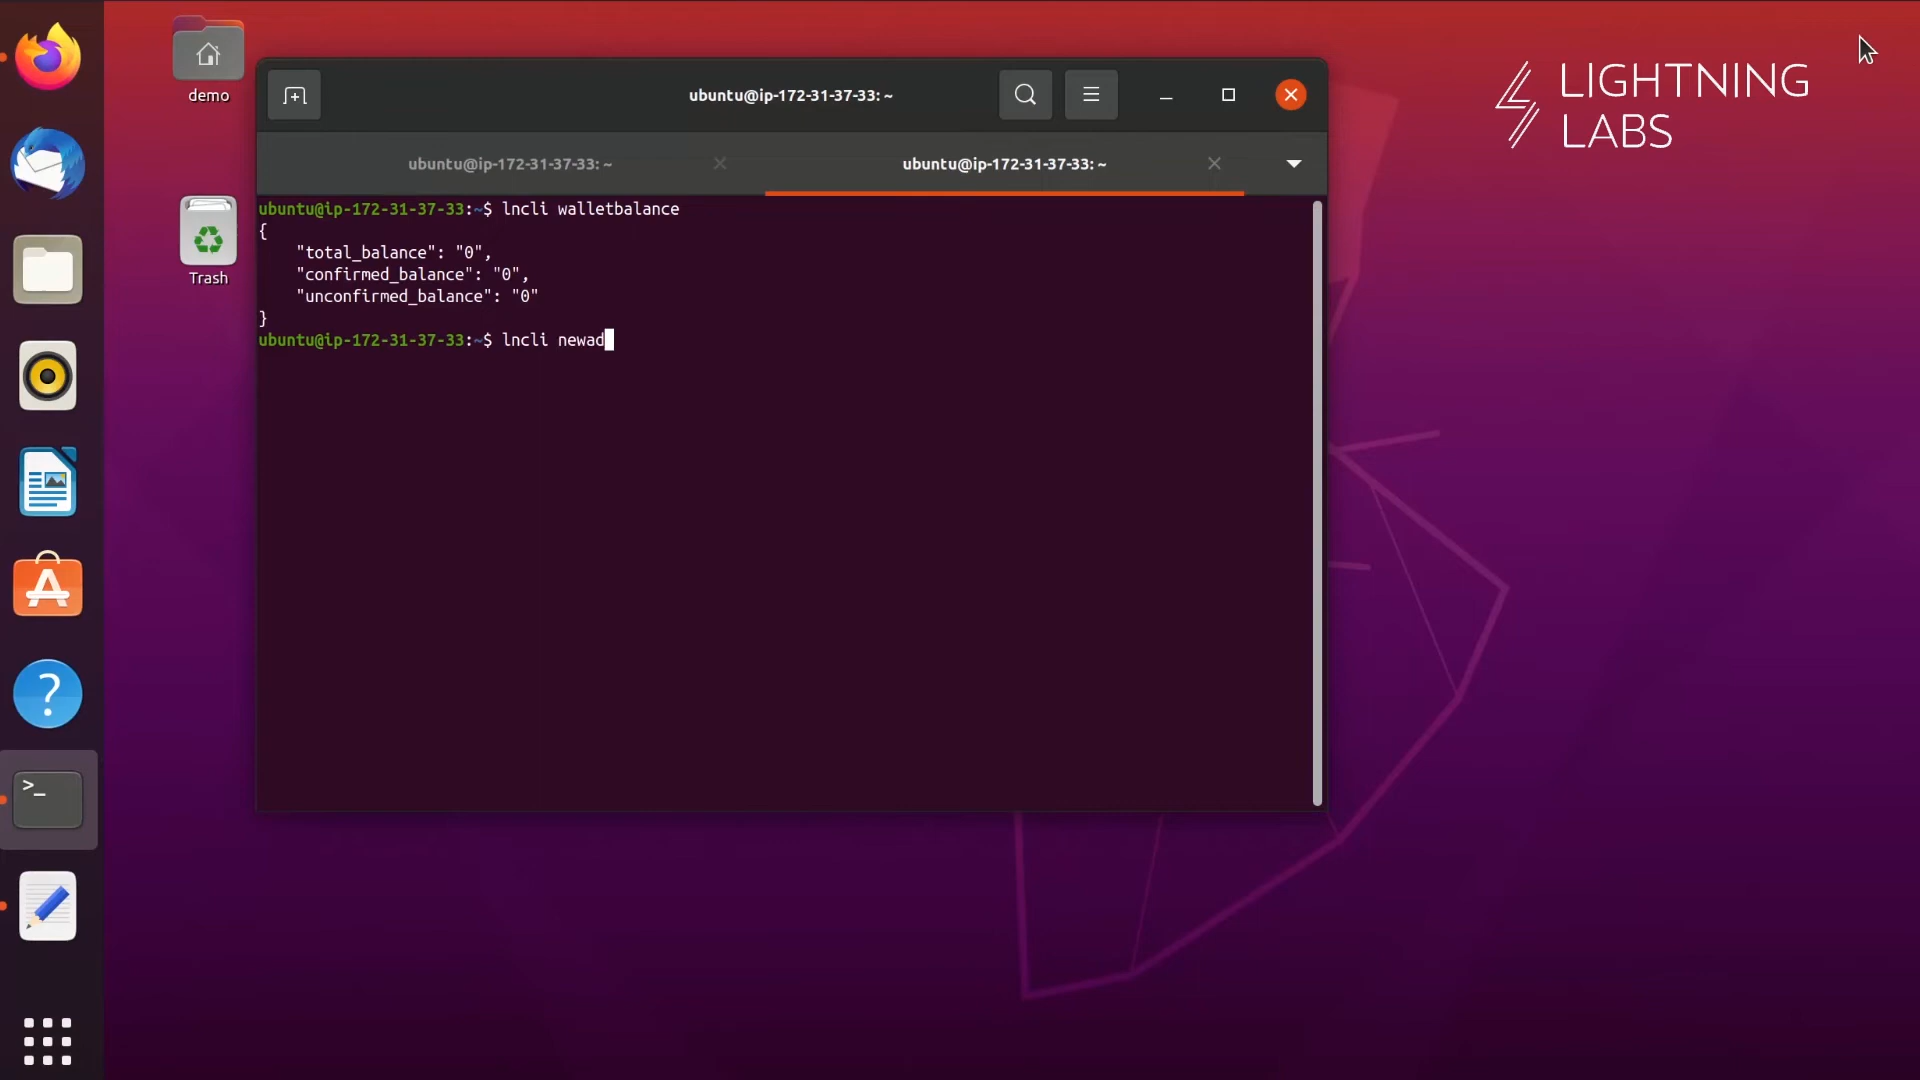 demo
Trash
ubuntu@ip-172-31-37-33: ~
ubuntu@ip-172-31-37-33: ~
ubuntu@ip-172-31-37-33: ~
ubuntu@ip-172-31-37-33:~$ lncli walletbalance
{
    "total_balance": "0",
    "confirmed_balance": "0",
    "unconfirmed_balance": "0"
}
ubuntu@ip-172-31-37-33:~$ lncli newad
LIGHTNING
LABS